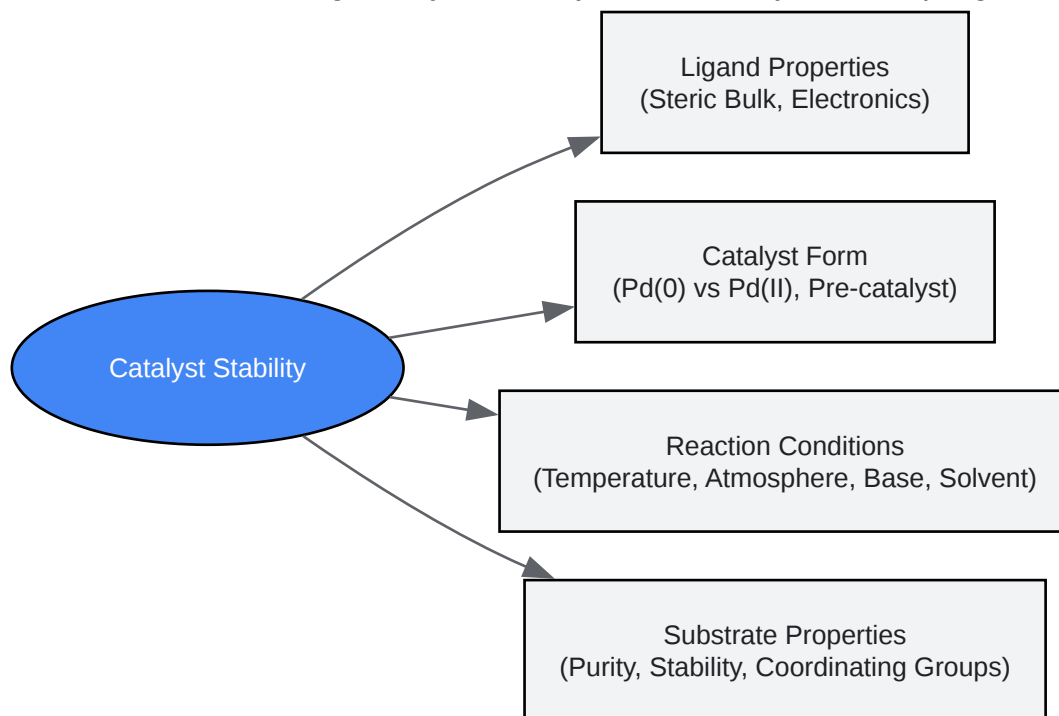 Ligand Properties
(Steric Bulk, Electronics)
Catalyst Form
(Pd(0) vs Pd(II), Pre-catalyst)
Catalyst Stability
Reaction Conditions
(Temperature, Atmosphere, Base, Solvent)
Substrate Properties
(Purity, Stability, Coordinating Groups)